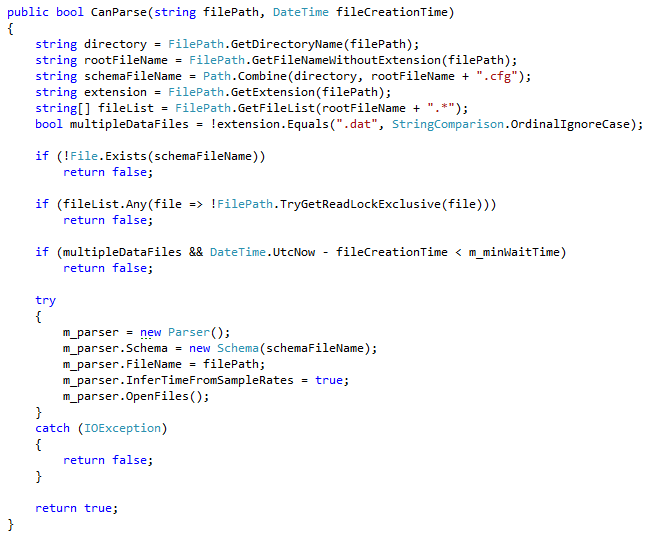 public bool CanParse(string filePath, DateTime fileCreationTime)
{
    string directory = FilePath.GetDirectoryName(filePath);
    string rootFileName = FilePath.GetFileNameWithoutExtension(filePath);
    string schemaFileName = Path.Combine(directory, rootFileName + ".cfg");
    string extension = FilePath.GetExtension(filePath);
    string[] fileList = FilePath.GetFileList(rootFileName + ".*");
    bool multipleDataFiles = !extension.Equals(".dat", StringComparison.OrdinalIgnoreCase);

    if (!File.Exists(schemaFileName))
        return false;

    if (fileList.Any(file => !FilePath.TryGetReadLockExclusive(file)))
        return false;

    if (multipleDataFiles && DateTime.UtcNow - fileCreationTime < m_minWaitTime)
        return false;

    try
    {
        m_parser = new Parser();
        m_parser.Schema = new Schema(schemaFileName);
        m_parser.FileName = filePath;
        m_parser.InferTimeFromSampleRates = true;
        m_parser.OpenFiles();
    }
    catch (IOException)
    {
        return false;
    }

    return true;
}